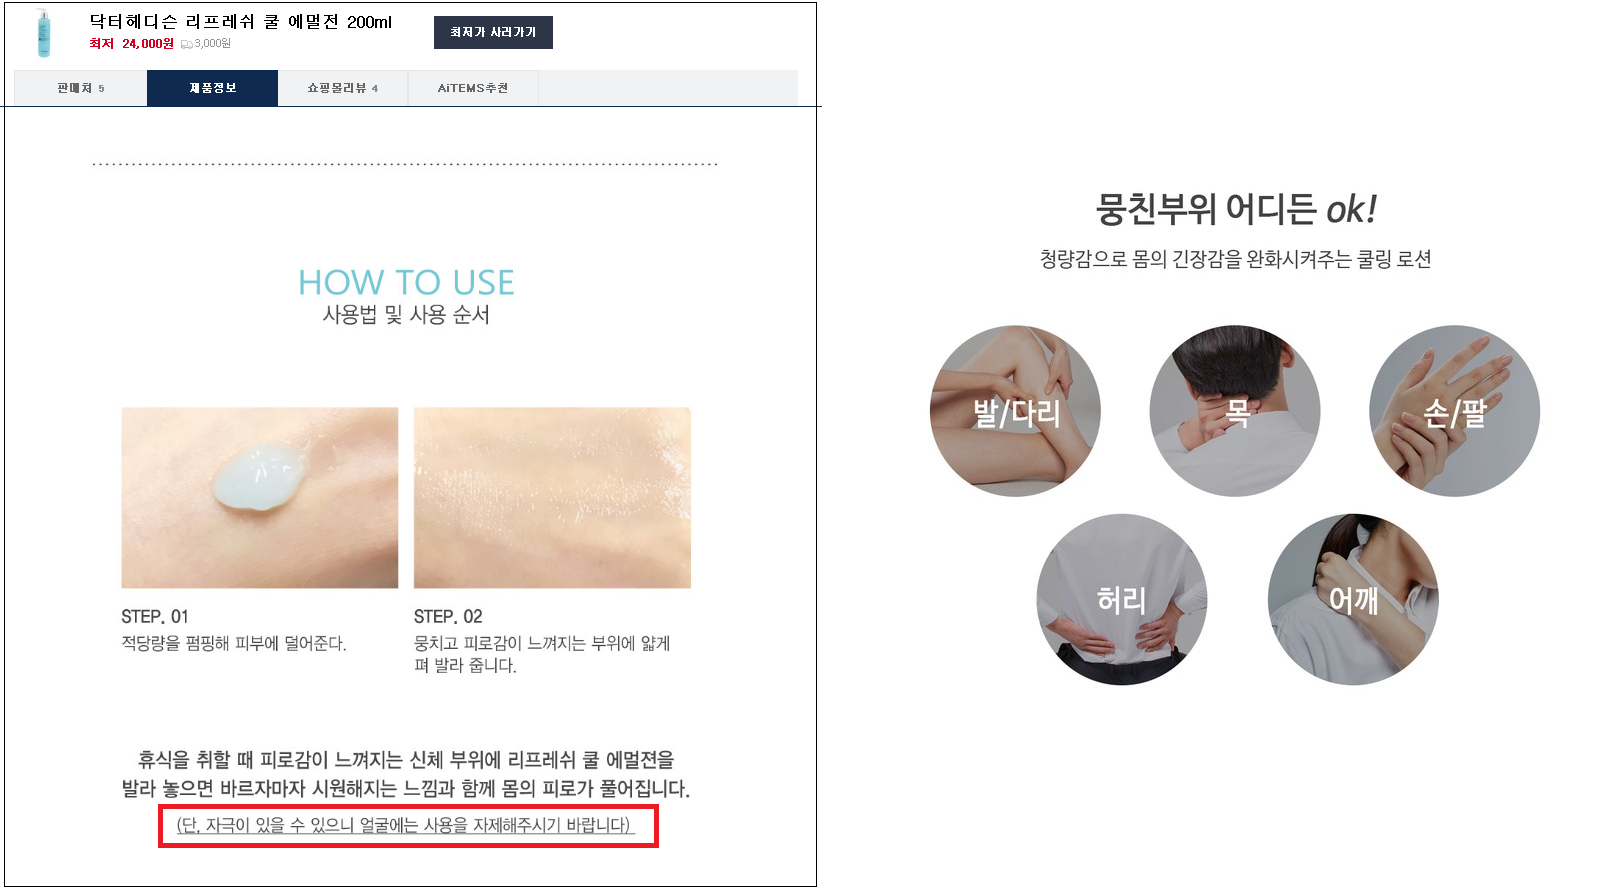 닥터헤디슨 리프레쉬 쿨 에멀전 200ml
최저 24,000원 3,000원
최저가 사러가기
판매처 5
제품정보
쇼핑몰리뷰 4
AiTEMS추천
HOW TO USE
사용법 및 사용 순서
STEP. 01
적당량을 펌핑해 피부에 덜어준다.
STEP. 02
뭉치고 피로감이 느껴지는 부위에 얇게
펴 발라 줍니다.
휴식을 취할 때 피로감이 느껴지는 신체 부위에 리프레쉬 쿨 에멀젼을
발라 놓으면 바르자마자 시원해지는 느낌과 함께 몸의 피로가 풀어집니다.
(단, 자극이 있을 수 있으니 얼굴에는 사용을 자제해주시기 바랍니다)
뭉친부위 어디든 ok!
청량감으로 몸의 긴장감을 완화시켜주는 쿨링 로션
발/다리
목
손/팔
허리
어깨